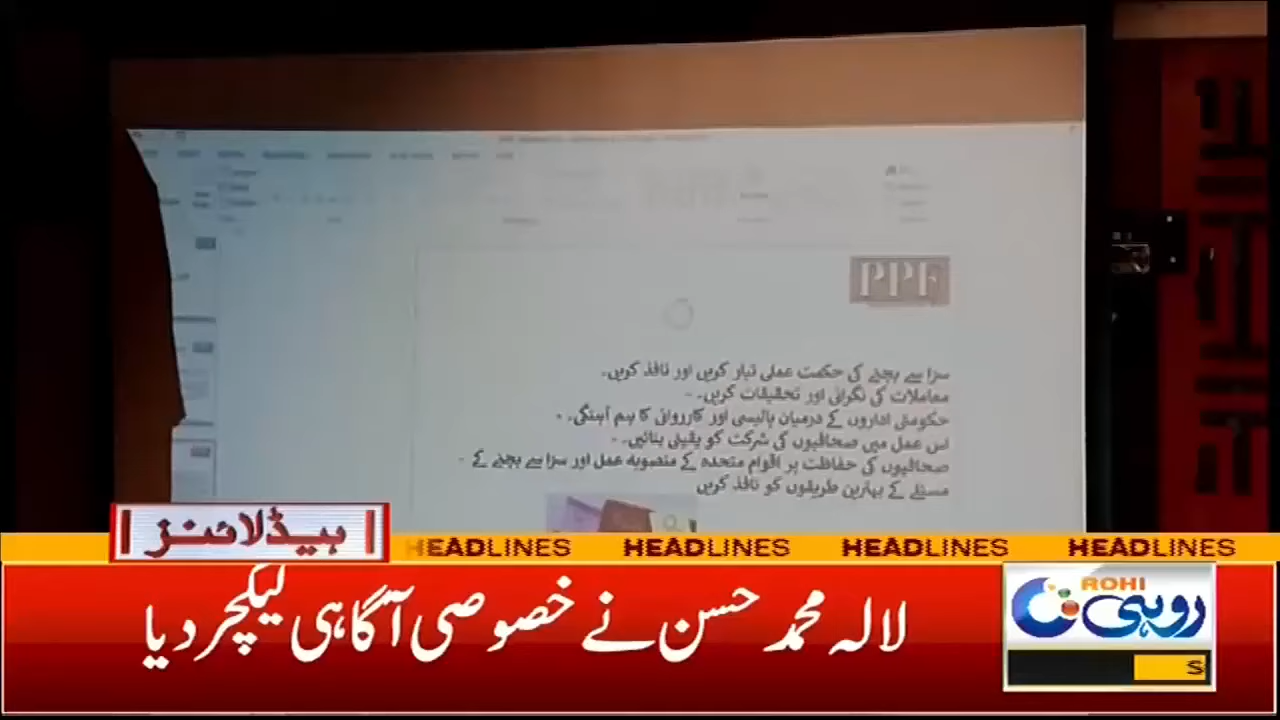 PPF
سزا سے بچنے کی حکمت عملی تیار کریں اور نافذ کریں۔
معاملات کی نگرانی اور تحقیقات کریں۔ -
حکومتی اداروں کے درمیان پالیسی اور کارروائی کا ہم آہنگی۔ -
اس عمل میں صحافیوں کی شرکت کو یقینی بنائیں۔ -
صحافیوں کی حفاظت پر اقوام متحدہ کے منصوبہ عمل اور سزا سے بچنے کے -
مسئلے کے بہترین طریقوں کو نافذ کریں
ہیڈلائنز
HEADLINES HEADLINES HEADLINES HEADLINES
لالہ محمد حسن نے خصوصی آگاہی لیکچر دیا
ROHI
روہی
S